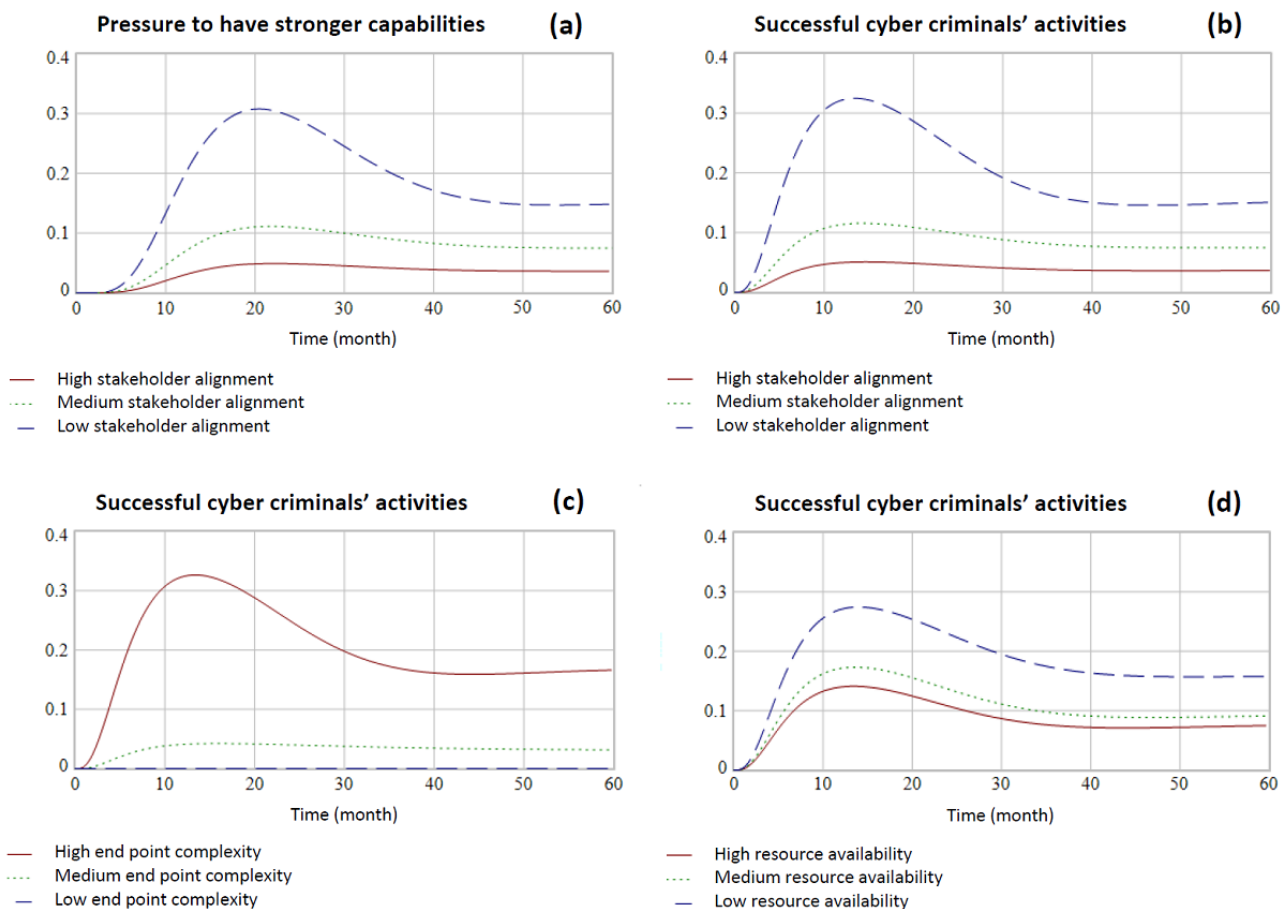 Pressure to have stronger capabilities (a)
0.4
0.3
0.2
0.1
0
0 10 20 30 40 50 60
Time (month)
High stakeholder alignment
Medium stakeholder alignment
Low stakeholder alignment
Successful cyber criminals’ activities (b)
0.4
0.3
0.2
0.1
0
0 10 20 30 40 50 60
Time (month)
High stakeholder alignment
Medium stakeholder alignment
Low stakeholder alignment
Successful cyber criminals’ activities (c)
0.4
0.3
0.2
0.1
0
0 10 20 30 40 50 60
Time (month)
High end point complexity
Medium end point complexity
Low end point complexity
Successful cyber criminals’ activities (d)
0.4
0.3
0.2
0.1
0
0 10 20 30 40 50 60
Time (month)
High resource availability
Medium resource availability
Low resource availability